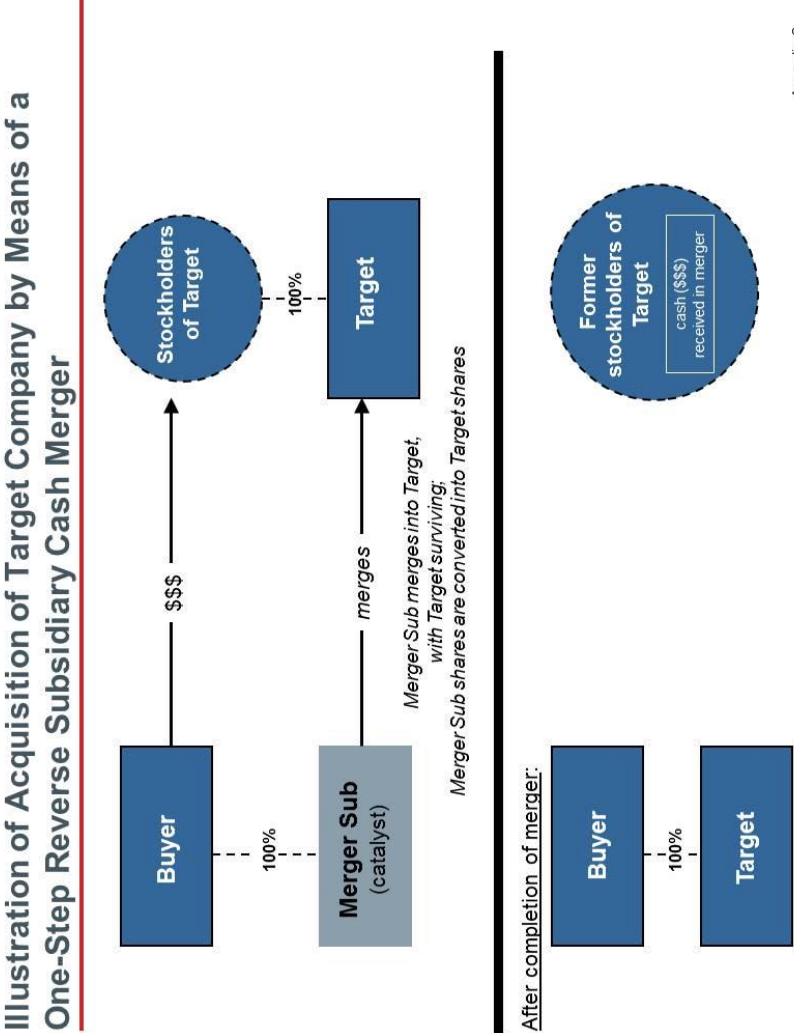 Illustration of Acquisition of Target Company by Means of a
One-Step Reverse Subsidiary Cash Merger
Buyer
$$$
Stockholders
of Target
100%
100%
Merger Sub
(catalyst)
merges
Target
Merger Sub merges into Target,
with Target surviving;
Merger Sub shares are converted into Target shares
After completion of merger:
Buyer
100%
Target
Former
stockholders of
Target
cash ($$$)
received in merger